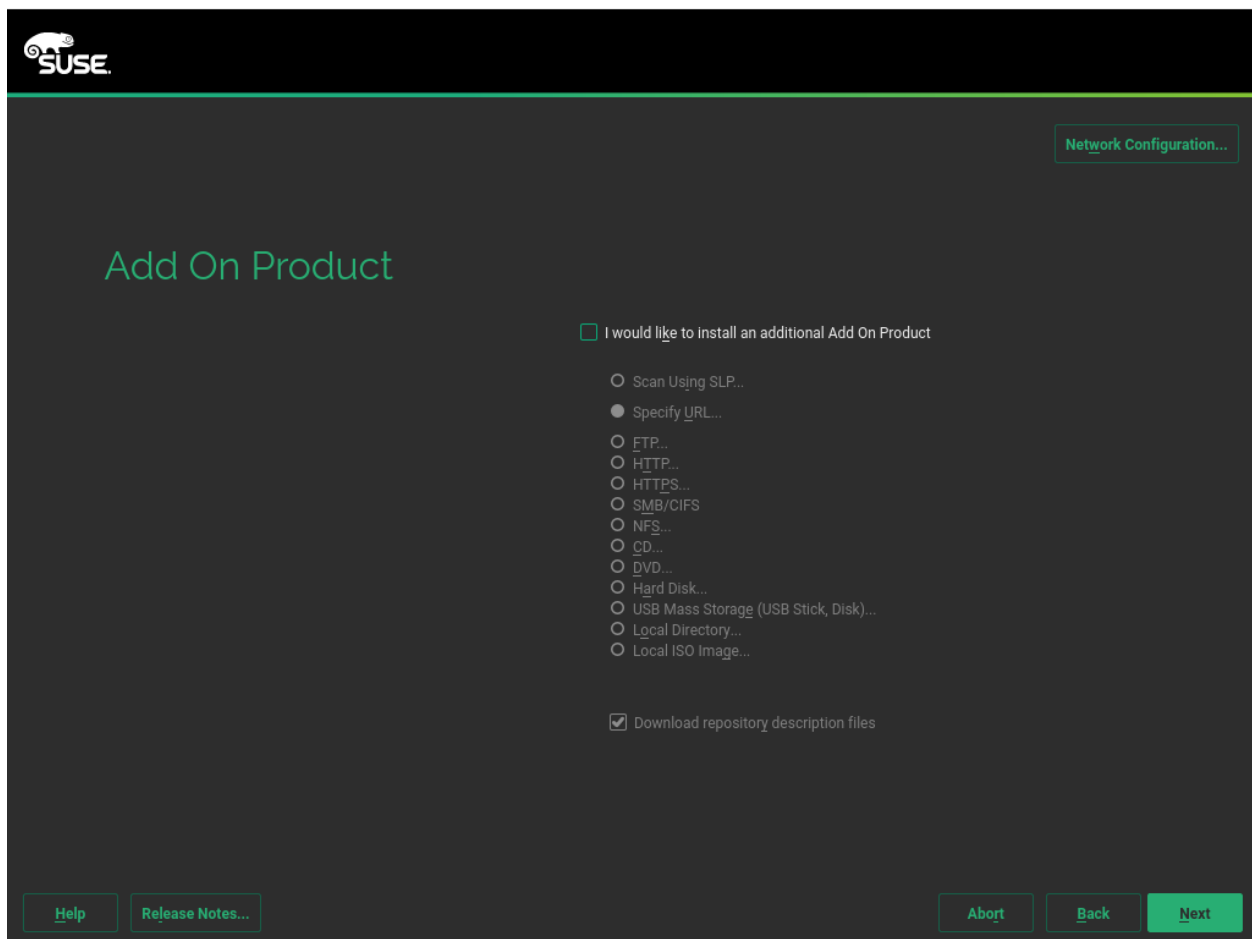 SUSE.
Network Configuration...
Add On Product
I would like to install an additional Add On Product
Scan Using SLP...
Specify URL...
FTP...
HTTP...
HTTPS...
SMB/CIFS
NFS...
CD...
DVD...
Hard Disk...
USB Mass Storage (USB Stick, Disk)...
Local Directory...
Local ISO Image...
Download repository description files
Help Release Notes... Abort Back Next